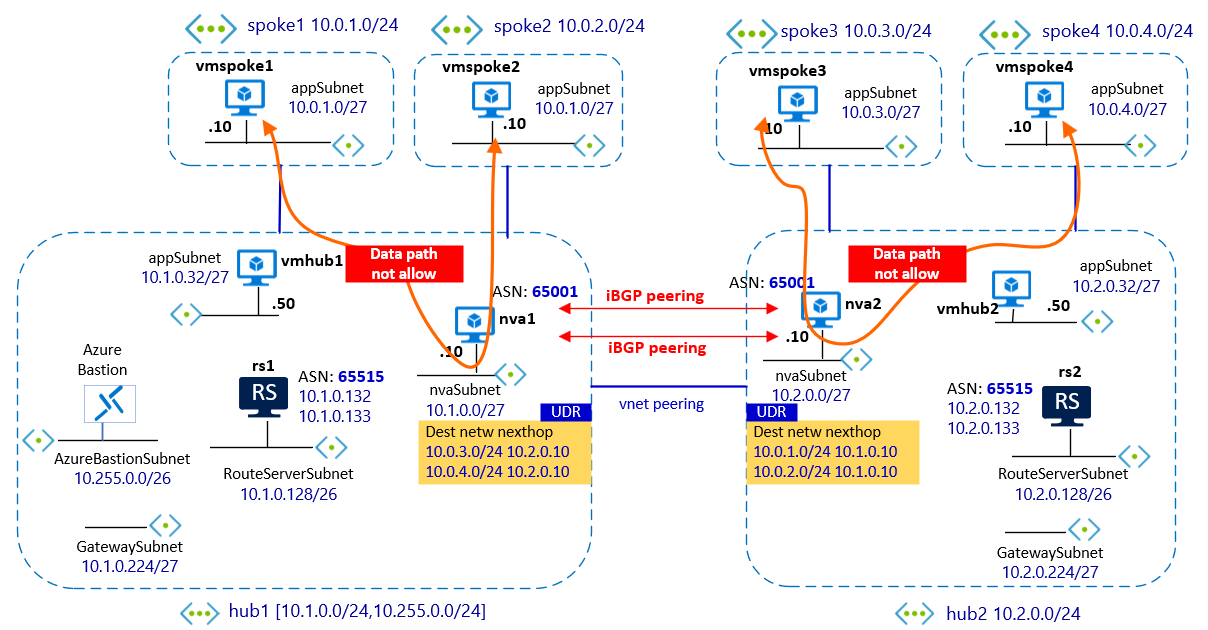 spoke1 10.0.1.0/24
spoke2 10.0.2.0/24
spoke3 10.0.3.0/24
spoke4 10.0.4.0/24
vmspoke1
appSubnet
10.0.1.0/27
.10
vmspoke2
appSubnet
10.0.1.0/27
.10
vmspoke3
appSubnet
10.0.3.0/27
10
vmspoke4
appSubnet
10.0.4.0/27
.10
appSubnet
10.1.0.32/27
vmhub1
.50
Data path
not allow
ASN: 65001
nva1
.10
nvaSubnet
10.1.0.0/27
iBGP peering
iBGP peering
vnet peering
ASN: 65001
nva2
.10
nvaSubnet
10.2.0.0/27
Data path
not allow
vmhub2
.50
appSubnet
10.2.0.32/27
Azure
Bastion
AzureBastionSubnet
10.255.0.0/26
rs1
RS
ASN: 65515
10.1.0.132
10.1.0.133
RouteServerSubnet
10.1.0.128/26
GatewaySubnet
10.1.0.224/27
UDR
Dest netw nexthop
10.0.3.0/24 10.2.0.10
10.0.4.0/24 10.2.0.10
UDR
Dest netw nexthop
10.0.1.0/24 10.1.0.10
10.0.2.0/24 10.1.0.10
ASN: 65515
10.2.0.132
10.2.0.133
rs2
RS
RouteServerSubnet
10.2.0.128/26
GatewaySubnet
10.2.0.224/27
hub1 [10.1.0.0/24,10.255.0.0/24]
hub2 10.2.0.0/24